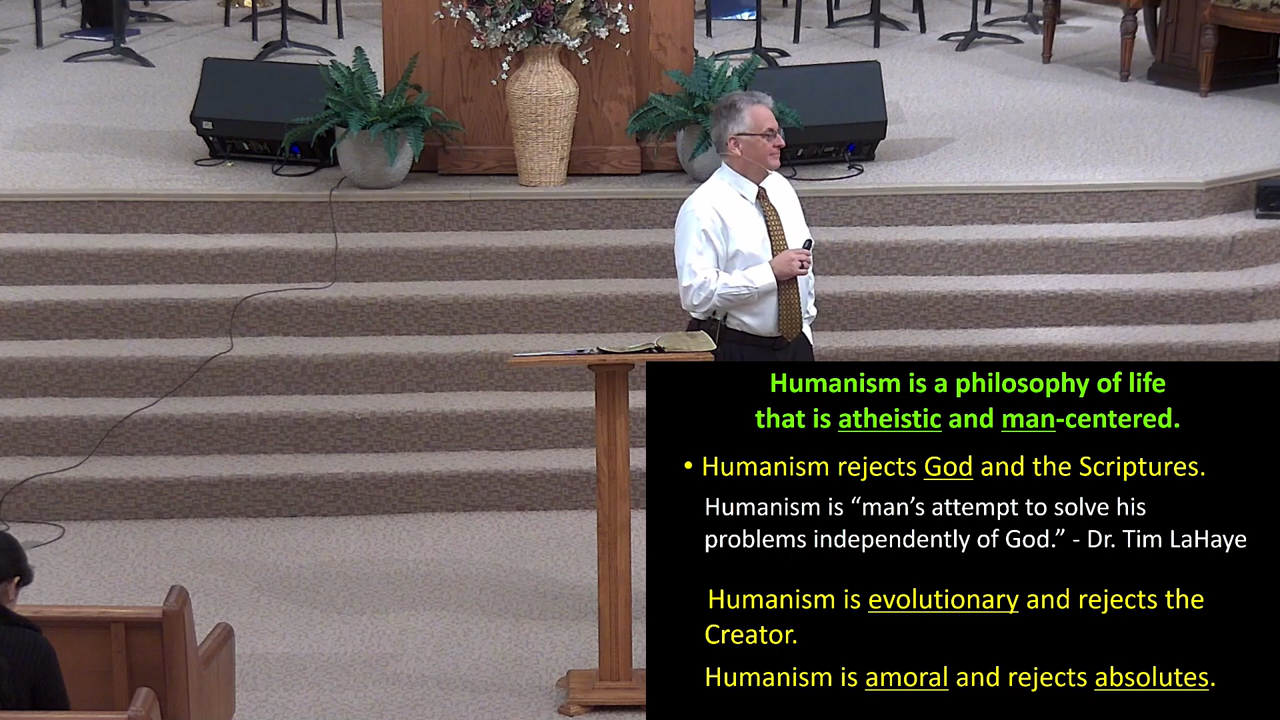 Humanism is a philosophy of life
that is atheistic and man-centered.
• Humanism rejects God and the Scriptures.
Humanism is “man’s attempt to solve his
problems independently of God.” - Dr. Tim LaHaye
Humanism is evolutionary and rejects the
Creator.
Humanism is amoral and rejects absolutes.